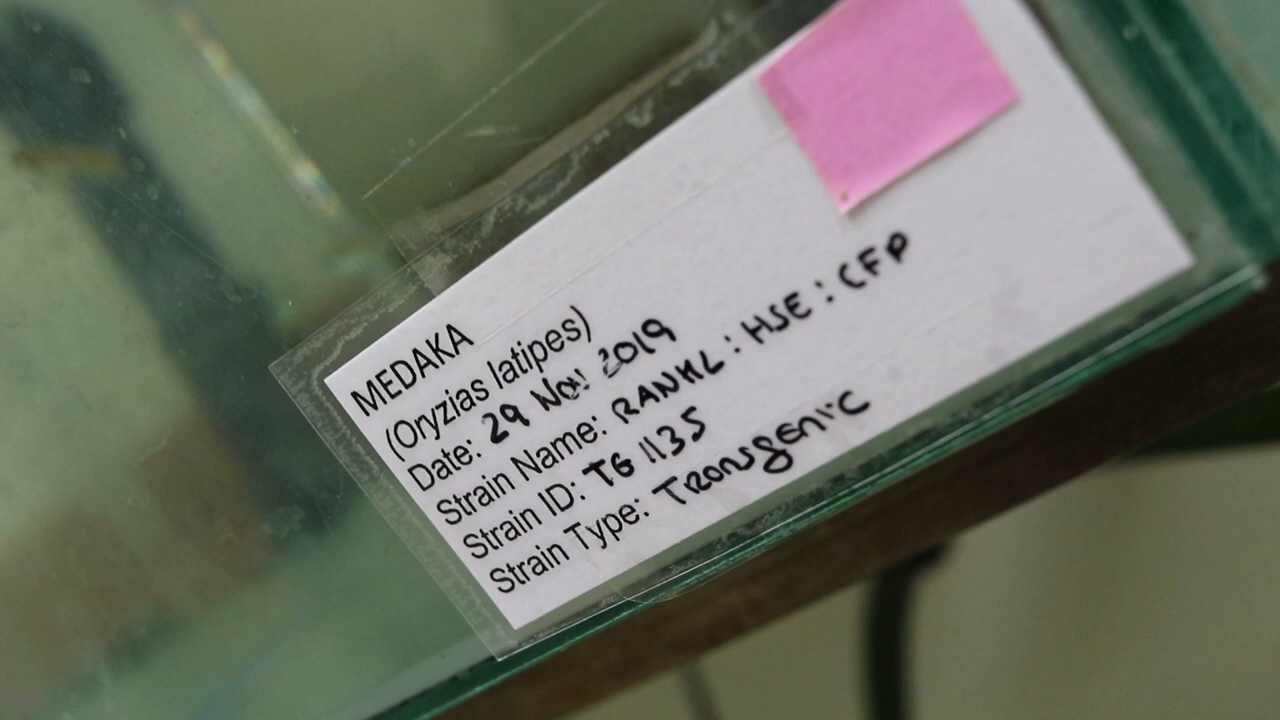 MEDAKA
(Oryzias latipes)
Date: 29 Nov 2019
Strain Name: RANKL : HSE : CFP
Strain ID: TG 1135
Strain Type: Transgenic